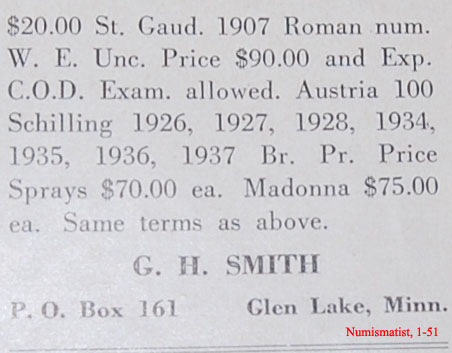 $20.00 St. Gaud. 1907 Roman num.
W. E. Unc. Price $90.00 and Exp.
C.O.D. Exam. allowed. Austria 100
Schilling 1926, 1927, 1928, 1934,
1935, 1936, 1937 Br. Pr. Price
Sprays $70.00 ea. Madonna $75.00
ea. Same terms as above.
G. H. SMITH
P. O. Box 161 Glen Lake, Minn.
Numismatist, 1-51